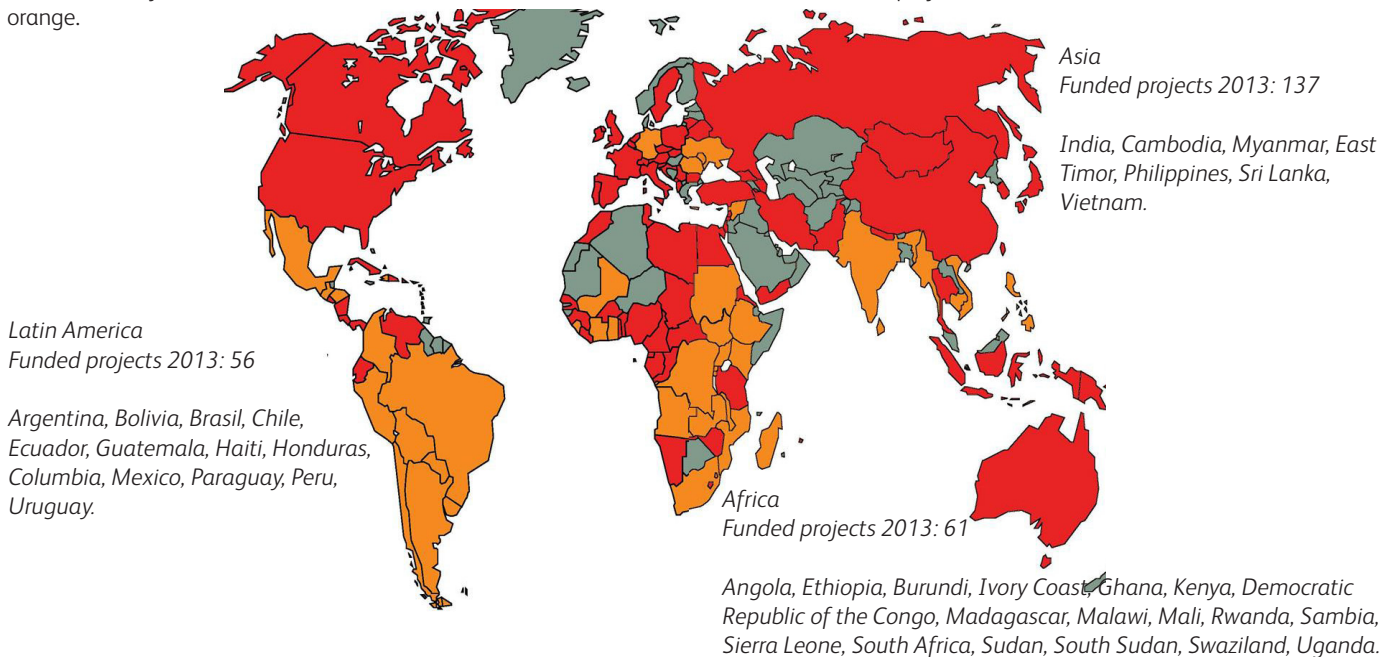 orange.
Asia
Funded projects 2013: 137
India, Cambodia, Myanmar, East
Timor, Philippines, Sri Lanka,
Vietnam.
Latin America
Funded projects 2013: 56
Argentina, Bolivia, Brasil, Chile,
Ecuador, Guatemala, Haiti, Honduras,
Columbia, Mexico, Paraguay, Peru,
Uruguay.
Africa
Funded projects 2013: 61
Angola, Ethiopia, Burundi, Ivory Coast, Ghana, Kenya, Democratic
Republic of the Congo, Madagascar, Malawi, Mali, Rwanda, Sambia,
Sierra Leone, South Africa, Sudan, South Sudan, Swaziland, Uganda.